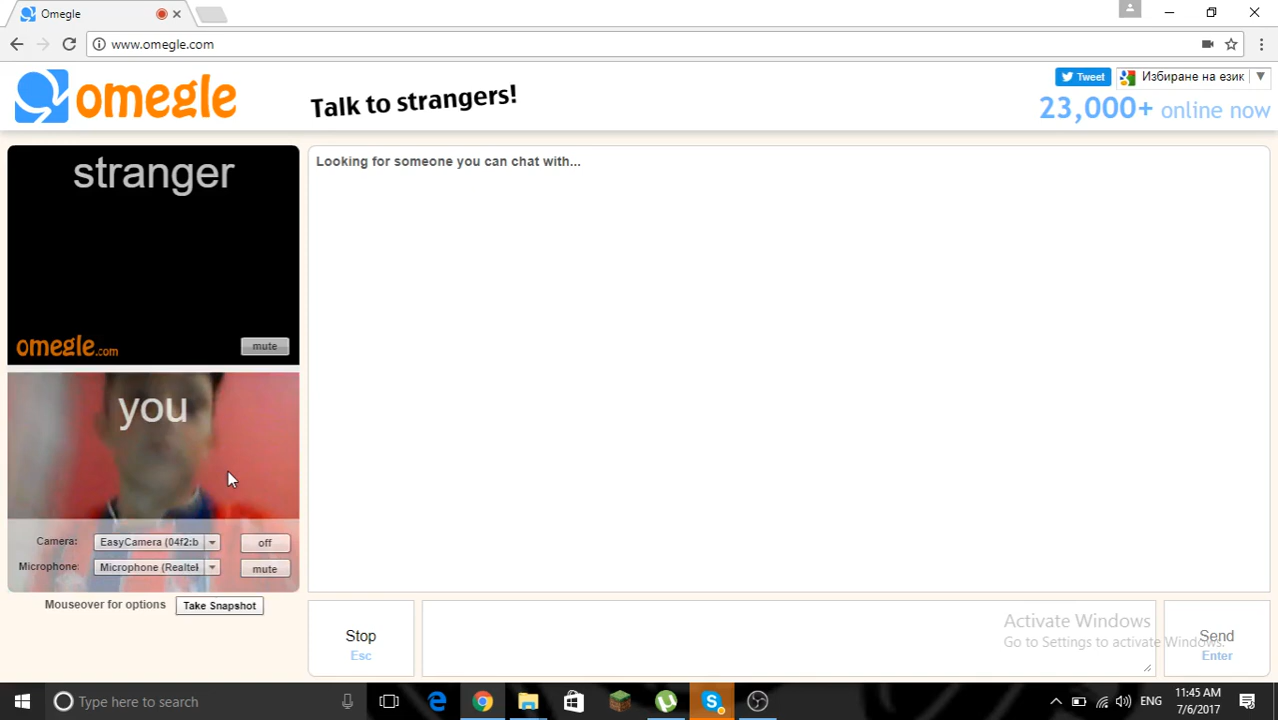 Omegle
www.omegle.com
omegle
Talk to strangers!
Tweet
Избиране на език
23,000+ online now
stranger
omegle.com
mute
Looking for someone you can chat with...
you
Camera:
EasyCamera (04f2:b
off
Microphone:
Microphone (Realtel
mute
Mouseover for options
Take Snapshot
Stop
Esc
Activate Windows
Go to Settings to activate Windows.
Send
Enter
Type here to search
ENG
11:45 AM
7/6/2017